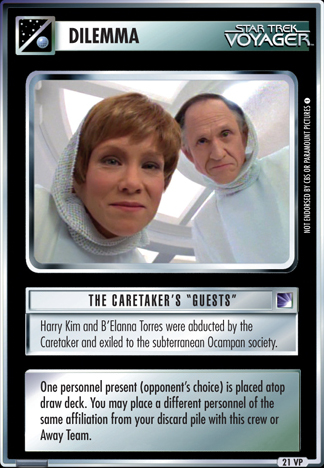 DILEMMA
STAR TREK
VOYAGER
NOT ENDORSED BY CBS OR PARAMOUNT PICTURES
THE CARETAKER'S "GUESTS"
Harry Kim and B'Elanna Torres were abducted by the
Caretaker and exiled to the subterranean Ocampan society.
One personnel present (opponent's choice) is placed atop
draw deck. You may place a different personnel of the
same affiliation from your discard pile with this crew or
Away Team.
21 VP